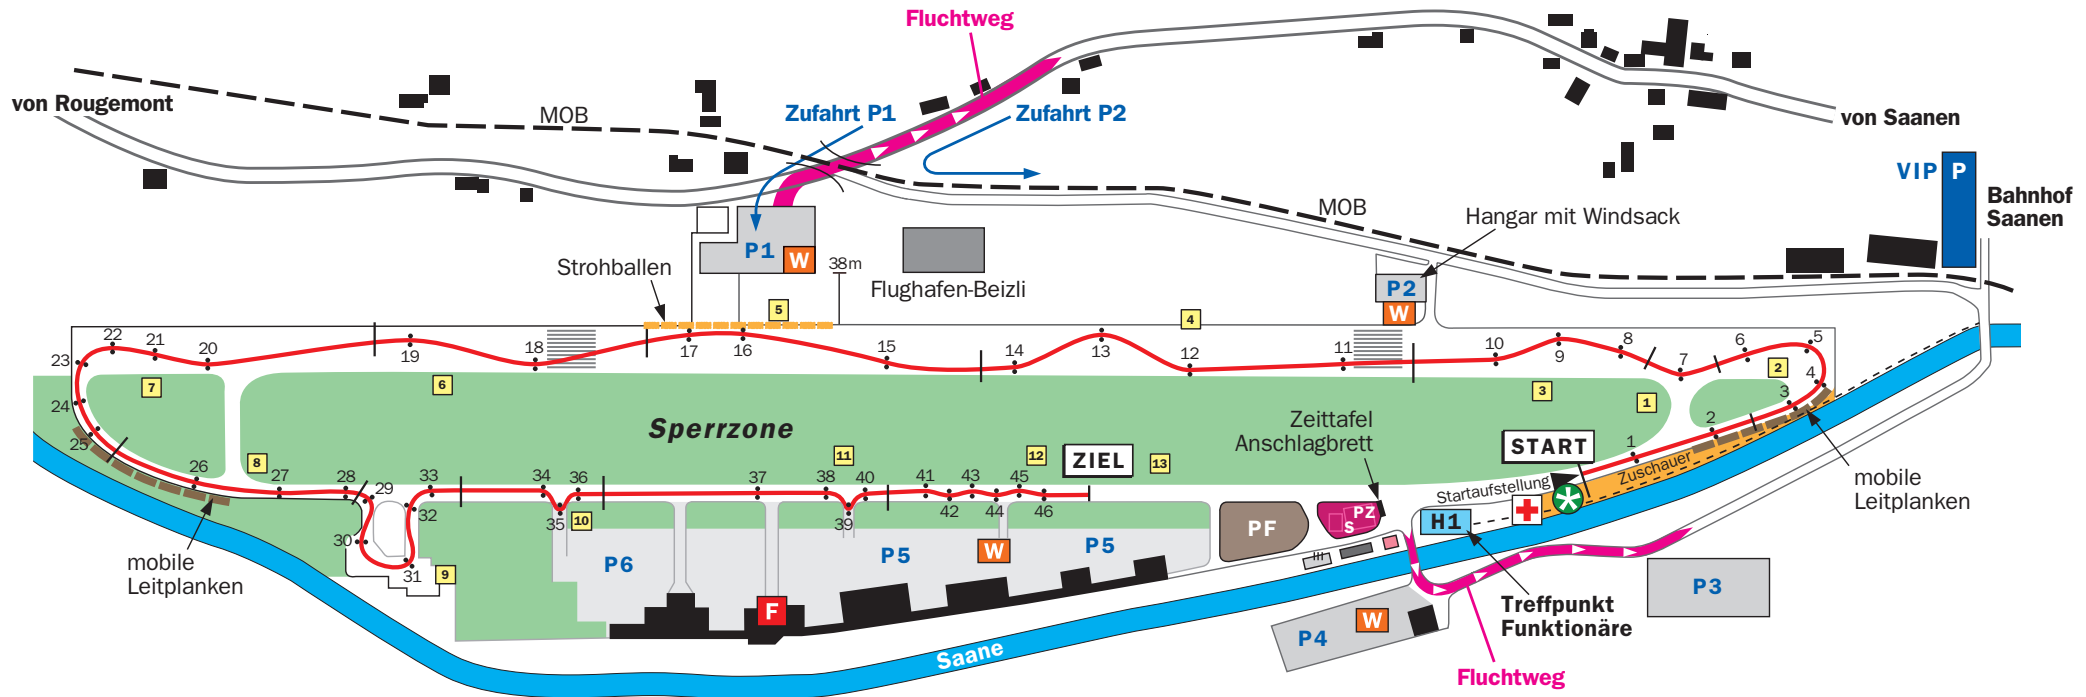 Fluchtweg
von Rougemont
MOB
Zufahrt P1
Zufahrt P2
von Saanen
VIP P
Bahnhof
Saanen
MOB
Hangar mit Windsack
P1
W
Strohballen
38m
Flughafen-Beizli
P2
W
5
4
22
21
20
23
19
18
17
16
15
14
13
12
11
10
9
8
7
6
5
4
3
2
1
7
6
3
1
2
24
25
26
27
28
29
30
31
32
33
34
35
36
37
38
39
40
41
42
43
44
45
46
8
9
10
11
12
13
Sperrzone
ZIEL
Zeittafel
Anschlagbrett
START
Startaufstellung
Zuschauer
mobile
Leitplanken
mobile
Leitplanken
P6
P5
W
P5
PF
PZ
S
H1
F
P4
W
P3
Treffpunkt
Funktionäre
Fluchtweg
Saane